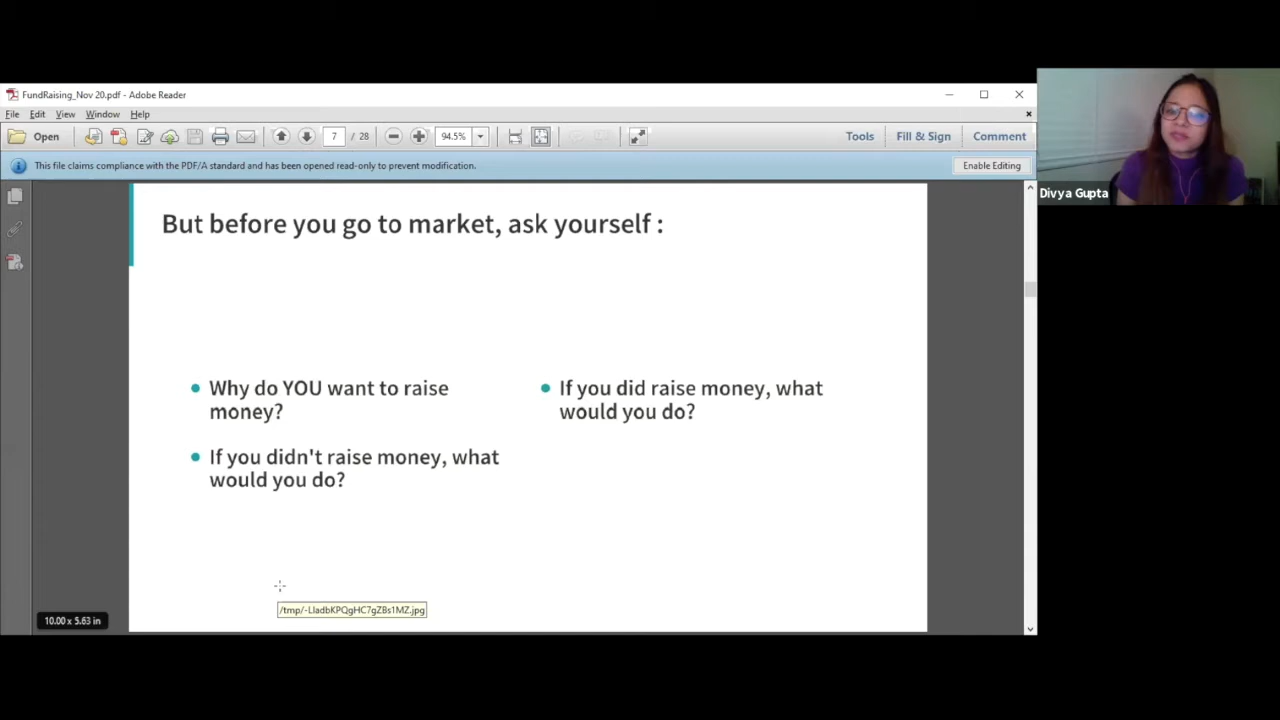 FundRaising_Nov 20.pdf - Adobe Reader
File Edit View Window Help
Open 7 / 28 94.5% Tools Fill & Sign Comment
This file claims compliance with the PDF/A standard and has been opened read-only to prevent modification. Enable Editing
Divya Gupta
But before you go to market, ask yourself :
Why do YOU want to raise
money?
If you didn't raise money, what
would you do?
If you did raise money, what
would you do?
/tmp/-LladbKPQgHC7gZBs1MZ.jpg
10.00 x 5.63 in